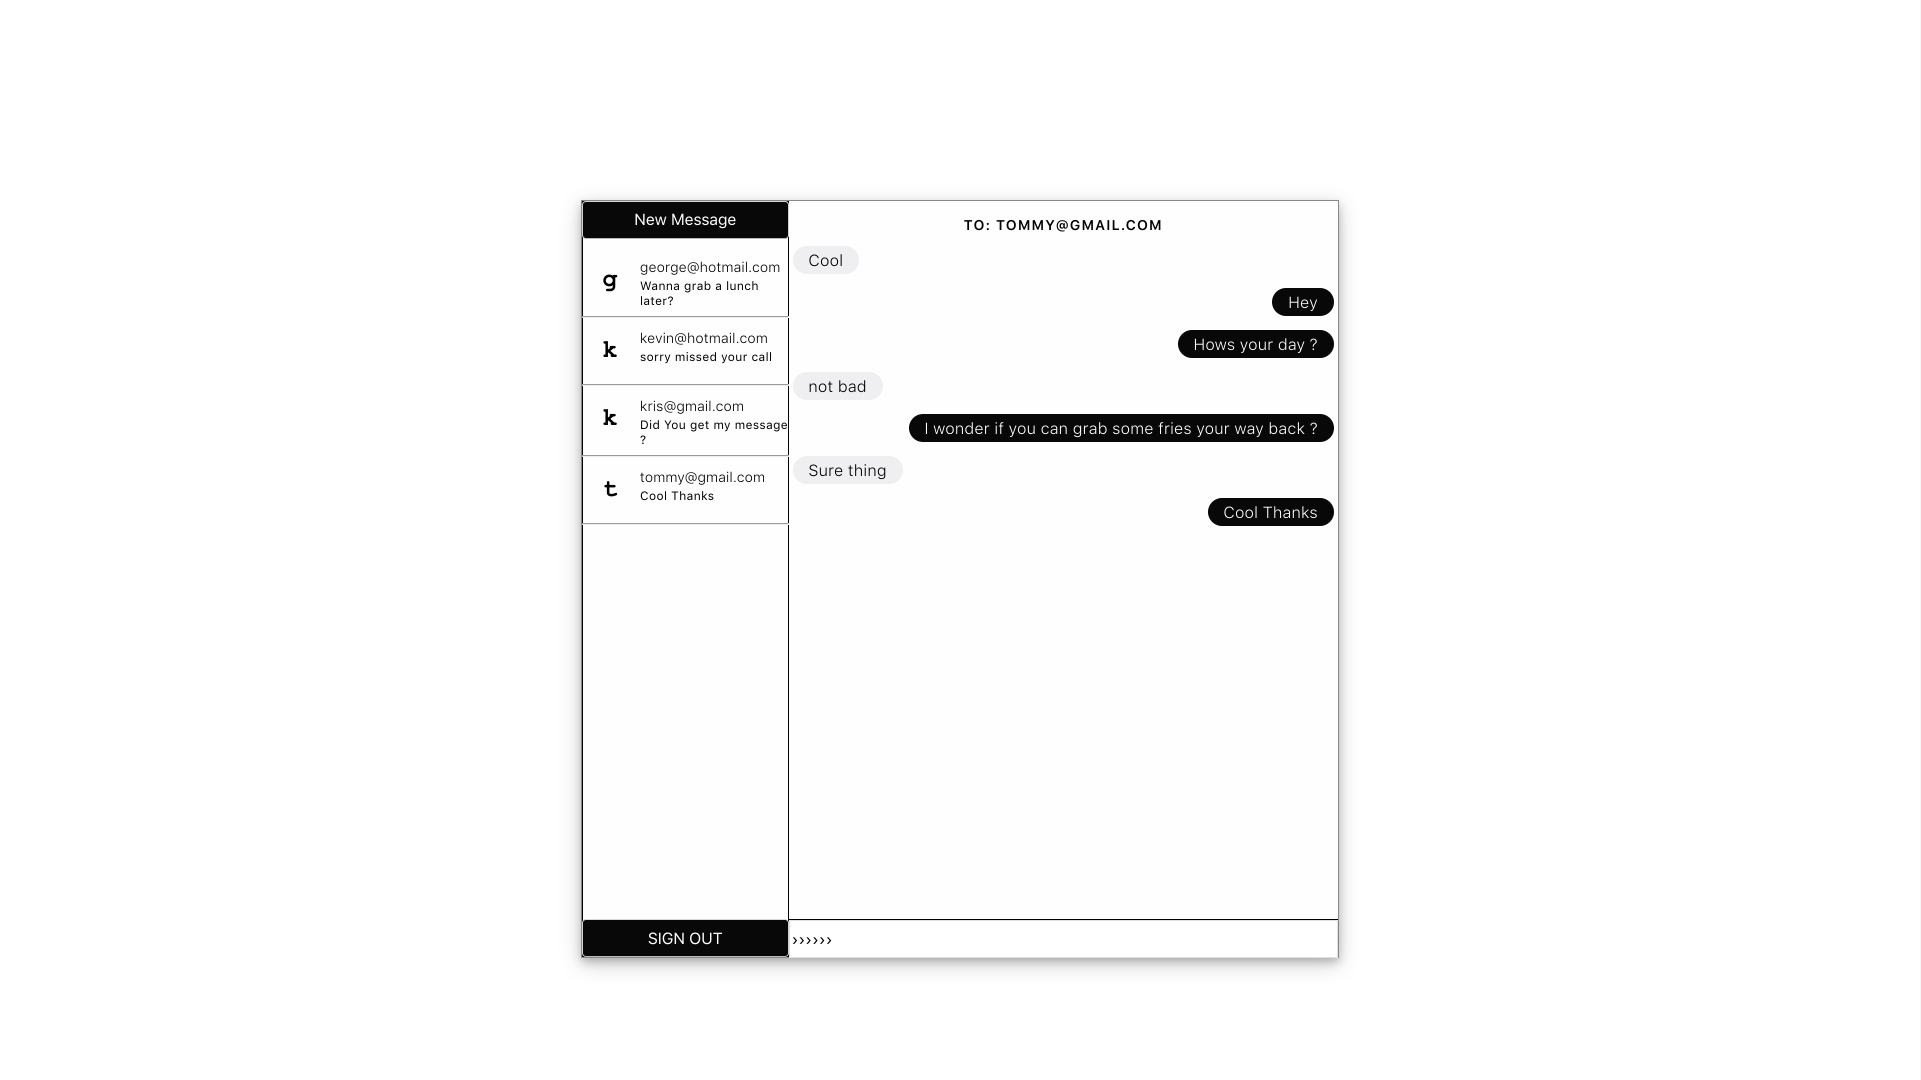 New Message
g
george@hotmail.com
Wanna grab a lunch
later?
k
kevin@hotmail.com
sorry missed your call
k
kris@gmail.com
Did You get my message
?
t
tommy@gmail.com
Cool Thanks
SIGN OUT
TO: TOMMY@GMAIL.COM
Cool
Hey
Hows your day ?
not bad
I wonder if you can grab some fries your way back ?
Sure thing
Cool Thanks
››››››